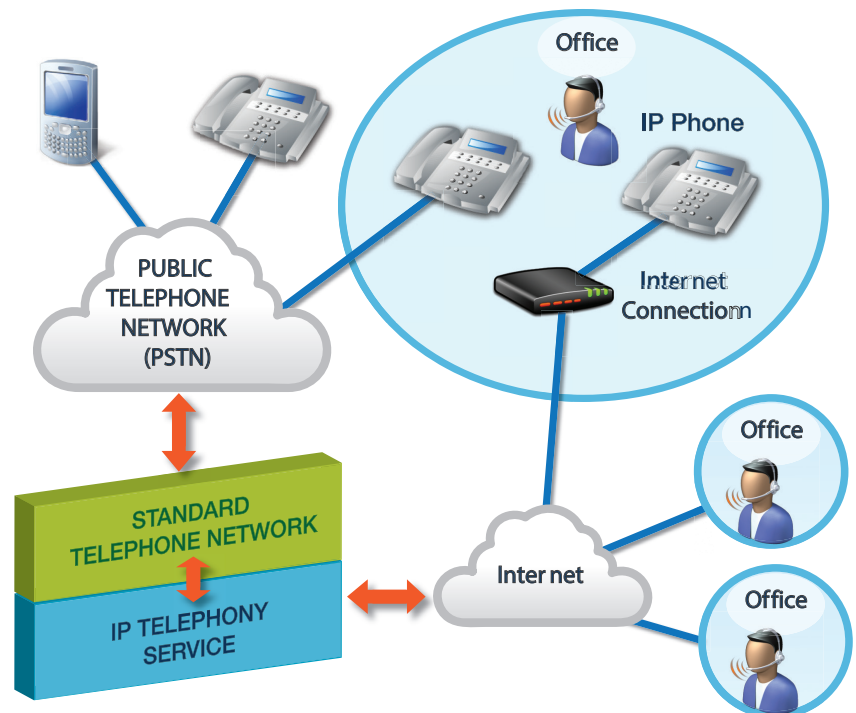 Office
IP Phone
Internet
Connection
PUBLIC
TELEPHONE
NETWORK
(PSTN)
STANDARD
TELEPHONE NETWORK
IP TELEPHONY
SERVICE
Internet
Office
Office